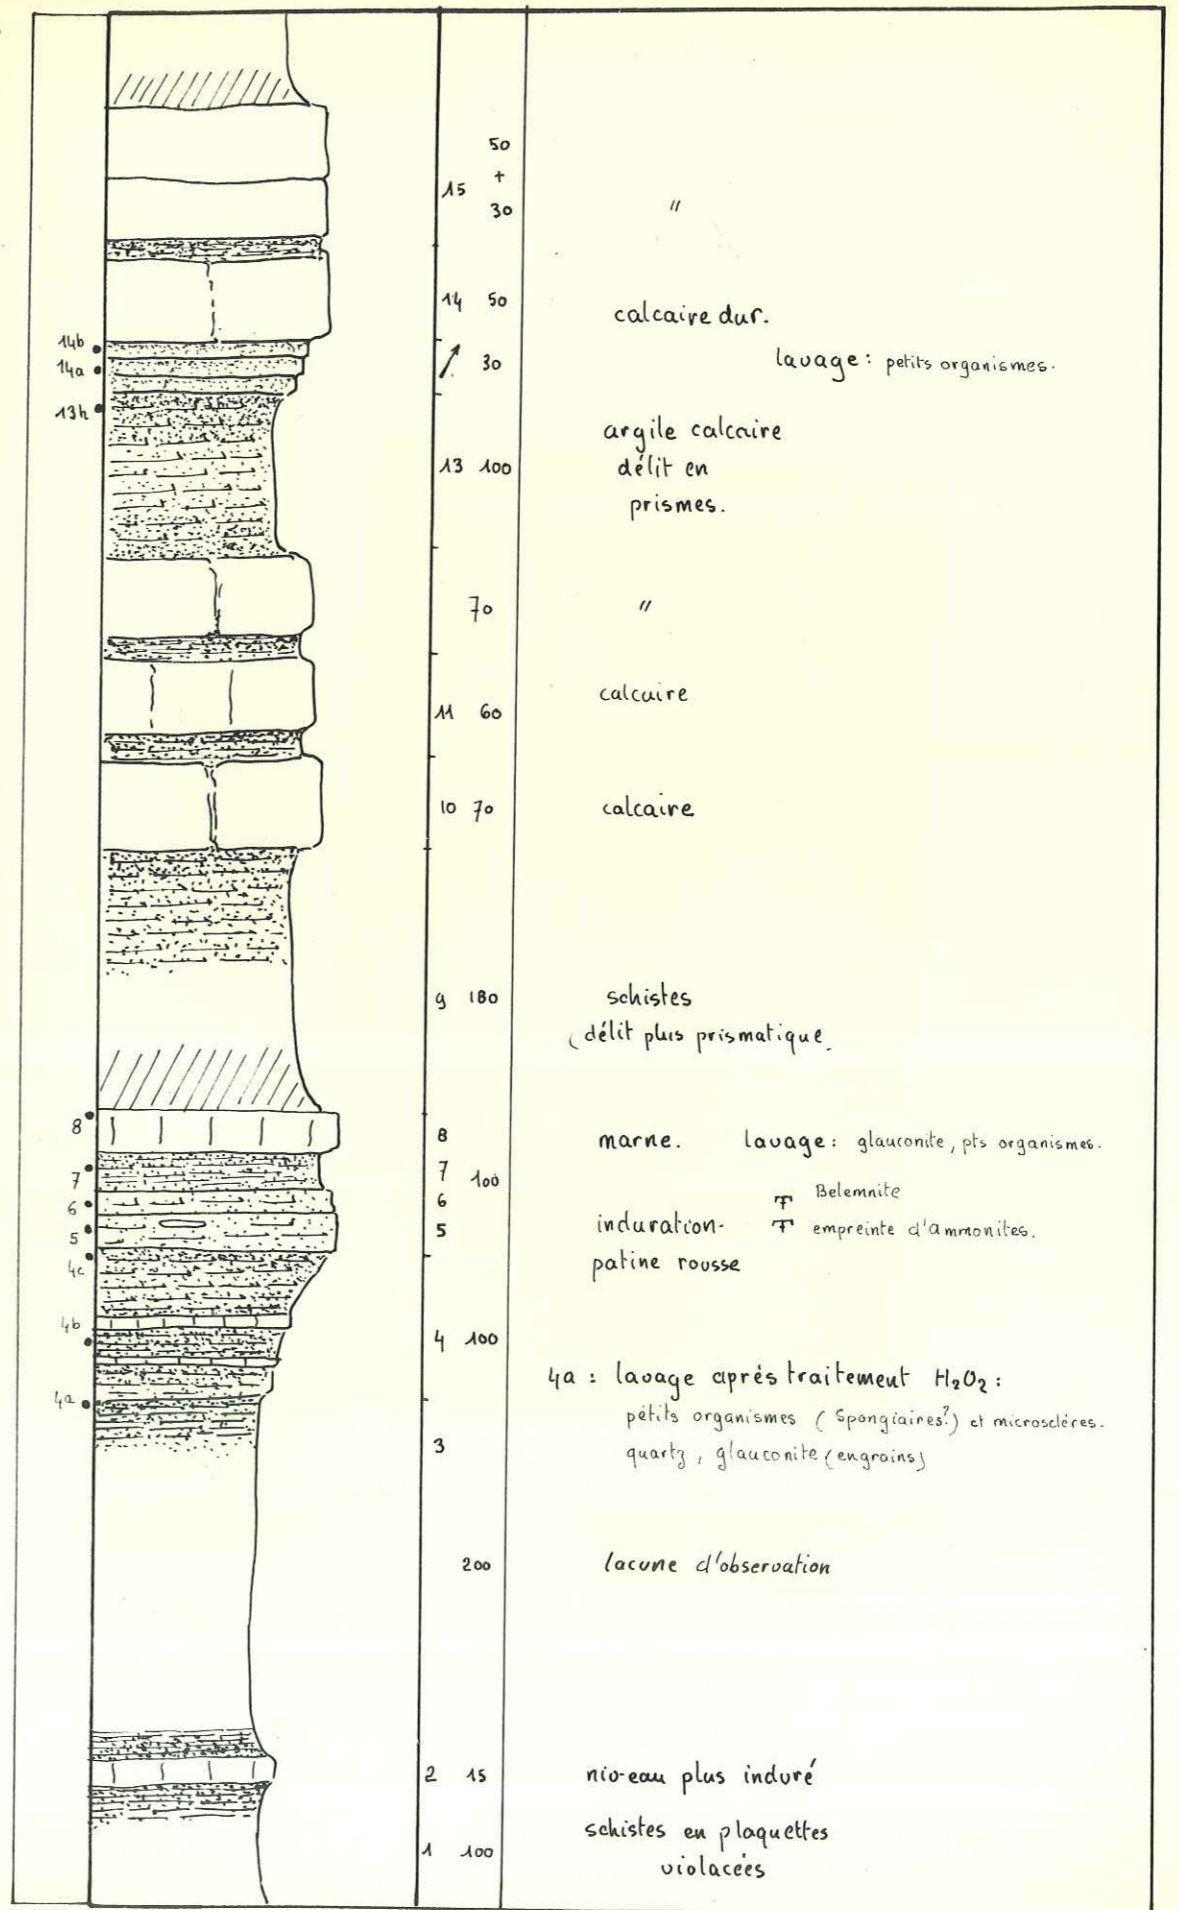 50
+
15
30
"
14 50
calcaire dur.
14b
14a
30
lavage : petits organismes.
13h
argile calcaire
13 100
délit en
prismes.
70
"
calcaire
11 60
10 70
calcaire
9 180
schistes
(délit plus prismatique.
8
8
marne. lavage : glauconite, pts organismes.
7
7
100
6
6
Belemnite
5
5
induration-
empreinte d'ammonites.
patine rousse
4c
4b
4 100
4a : lavage après traitement H₂O₂ :
4a
petits organismes (Spongiaires?) et microsclères.
3
quartz, glauconite (en grains)
200
lacune d'observation
2 15
niveau plus induré
schistes en plaquettes
1 100
violacées